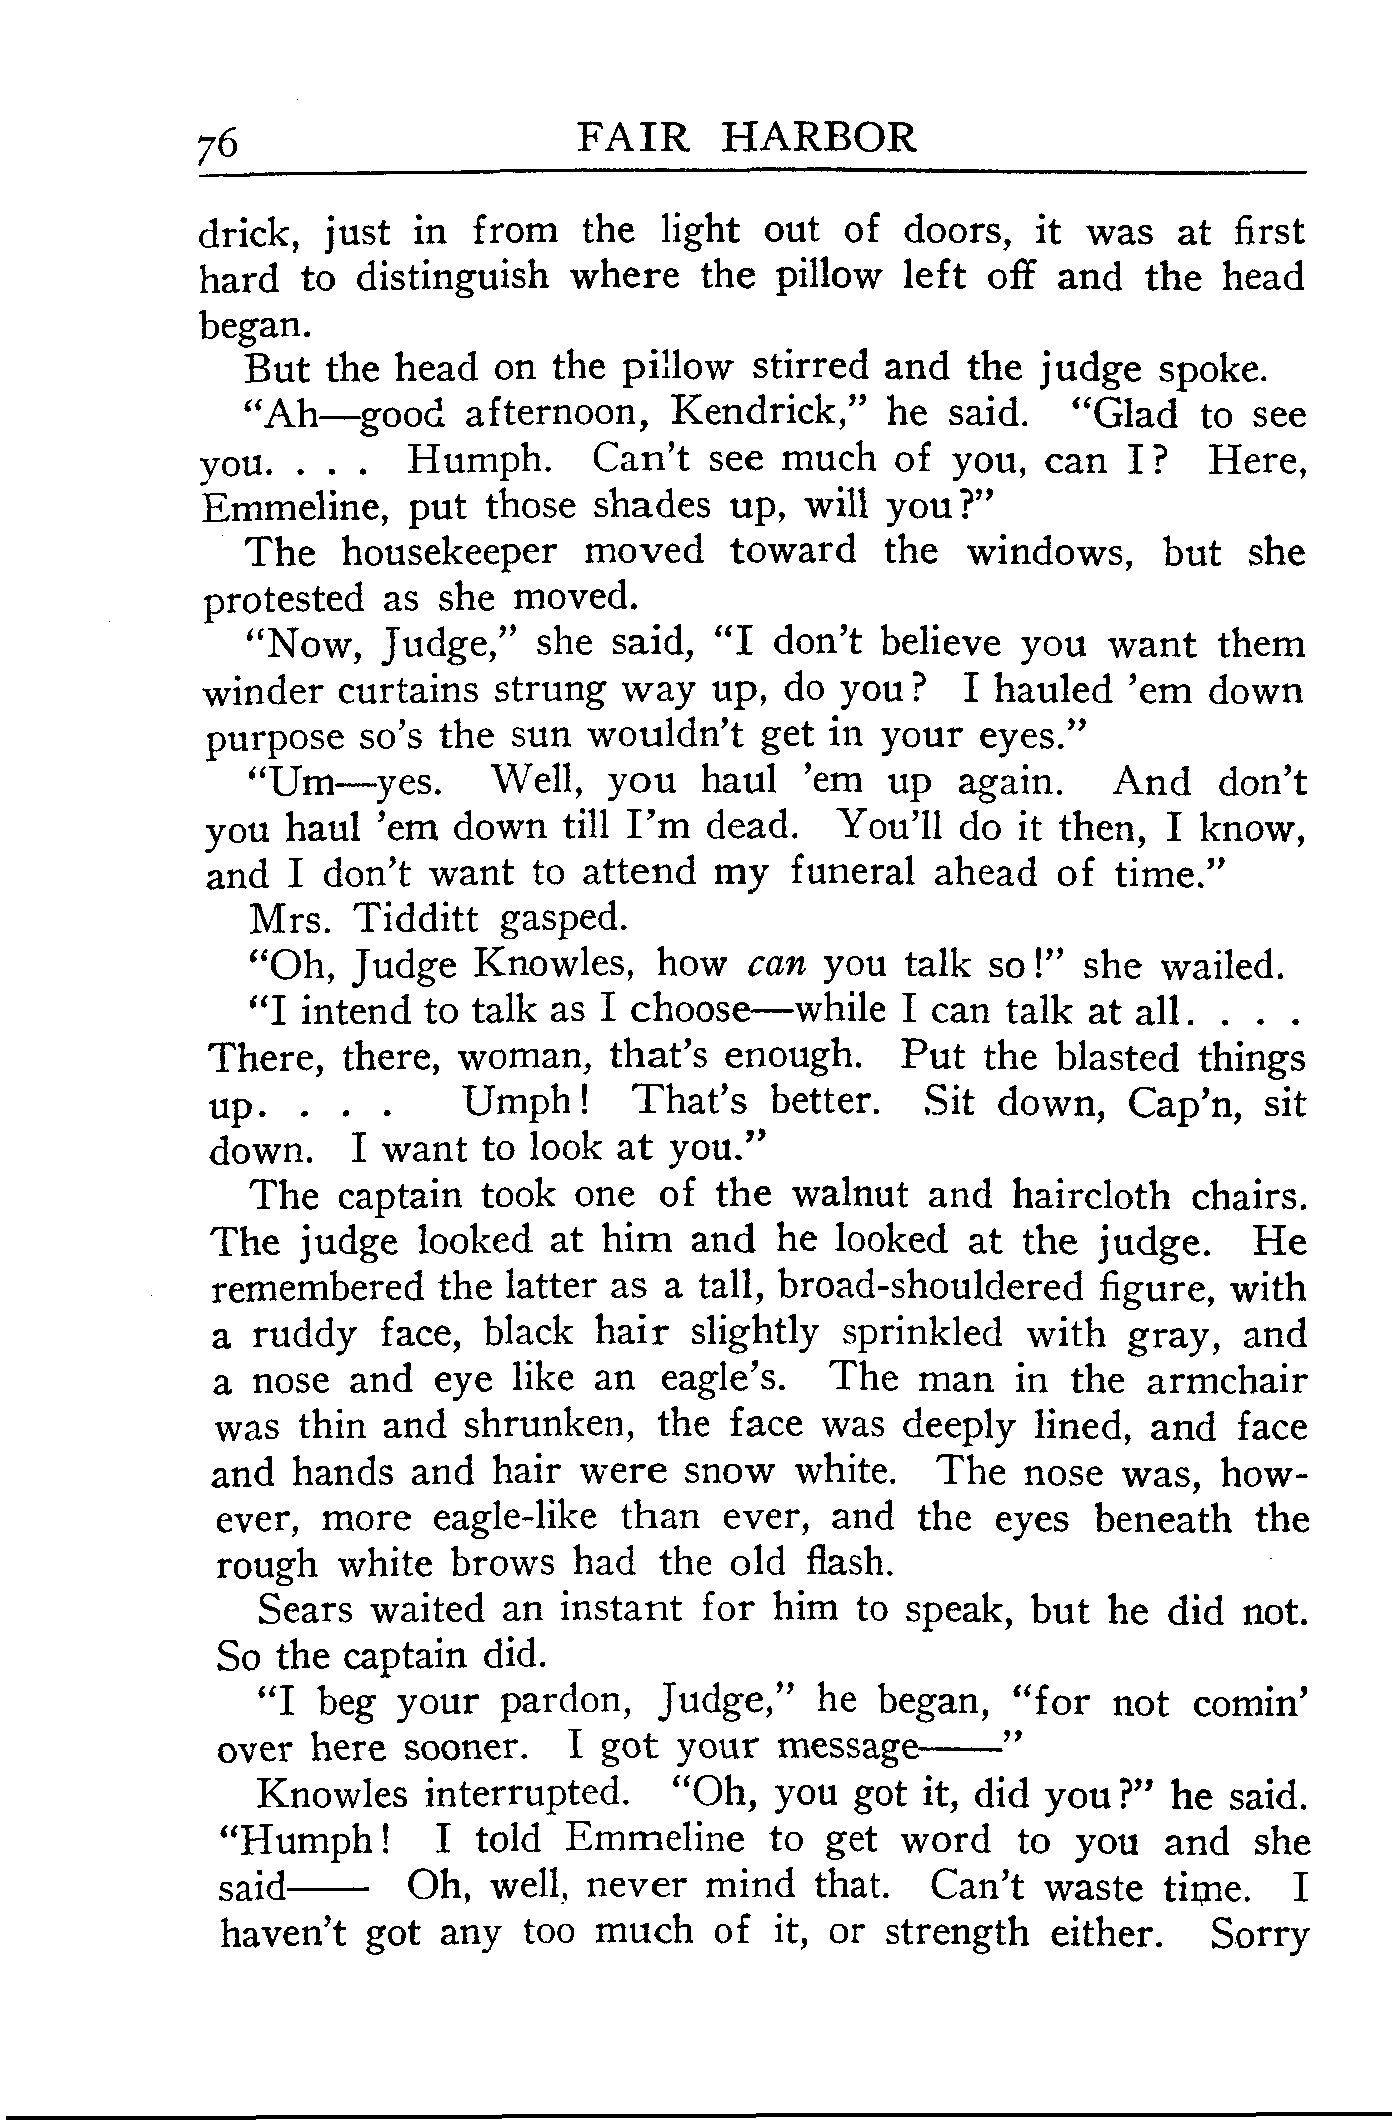 76 FAIR HARBOR
drick, just in from the light out of doors, it was at first
hard to distinguish where the pillow left off and the head
began.
But the head on the pillow stirred and the judge spoke.
“Ah—good afternoon, Kendrick,” he said. “Glad to see
you. . . . Humph. Can’t see much of you, can I? Here,
Emmeline, put those shades up, will you?”
The housekeeper moved toward the windows, but she
protested as she moved.
“Now, Judge,” she said, “I don’t believe you want them
winder curtains strung way up, do you? I hauled ’em down
purpose so’s the sun wouldn’t get in your eyes.”
“Um—yes. Well, you haul ’em up again. And don’t
you haul ’em down till I’m dead. You’ll do it then, I know,
and I don’t want to attend my funeral ahead of time.”
Mrs. Tidditt gasped.
“Oh, Judge Knowles, how can you talk so!” she wailed.
“I intend to talk as I choose—while I can talk at all. . . .
There, there, woman, that’s enough. Put the blasted things
up. . . . Umph! That’s better. Sit down, Cap’n, sit
down. I want to look at you.”
The captain took one of the walnut and haircloth chairs.
The judge looked at him and he looked at the judge. He
remembered the latter as a tall, broad-shouldered figure, with
a ruddy face, black hair slightly sprinkled with gray, and
a nose and eye like an eagle’s. The man in the armchair
was thin and shrunken, the face was deeply lined, and face
and hands and hair were snow white. The nose was, how-
ever, more eagle-like than ever, and the eyes beneath the
rough white brows had the old flash.
Sears waited an instant for him to speak, but he did not.
So the captain did.
“I beg your pardon, Judge,” he began, “for not comin’
over here sooner. I got your message——”
Knowles interrupted. “Oh, you got it, did you?” he said.
“Humph! I told Emmeline to get word to you and she
said—— Oh, well, never mind that. Can’t waste time. I
haven’t got any too much of it, or strength either. Sorry